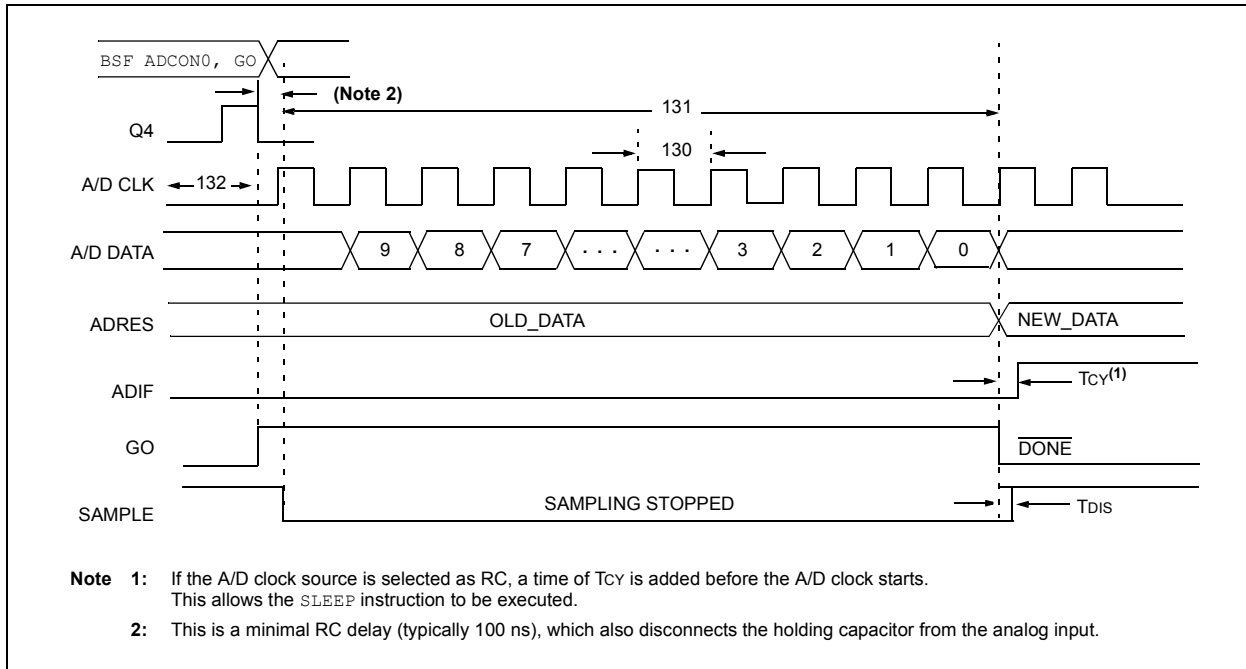 BSF ADCON0, GO
(Note 2)
131
Q4
130
A/D CLK
132
A/D DATA
9 8 7 . . . . . . 3 2 1 0
ADRES
OLD_DATA
NEW_DATA
ADIF
TCY(1)
GO
DONE
SAMPLE
SAMPLING STOPPED
TDIS
Note 1: If the A/D clock source is selected as RC, a time of TCY is added before the A/D clock starts.
This allows the SLEEP instruction to be executed.
2: This is a minimal RC delay (typically 100 ns), which also disconnects the holding capacitor from the analog input.